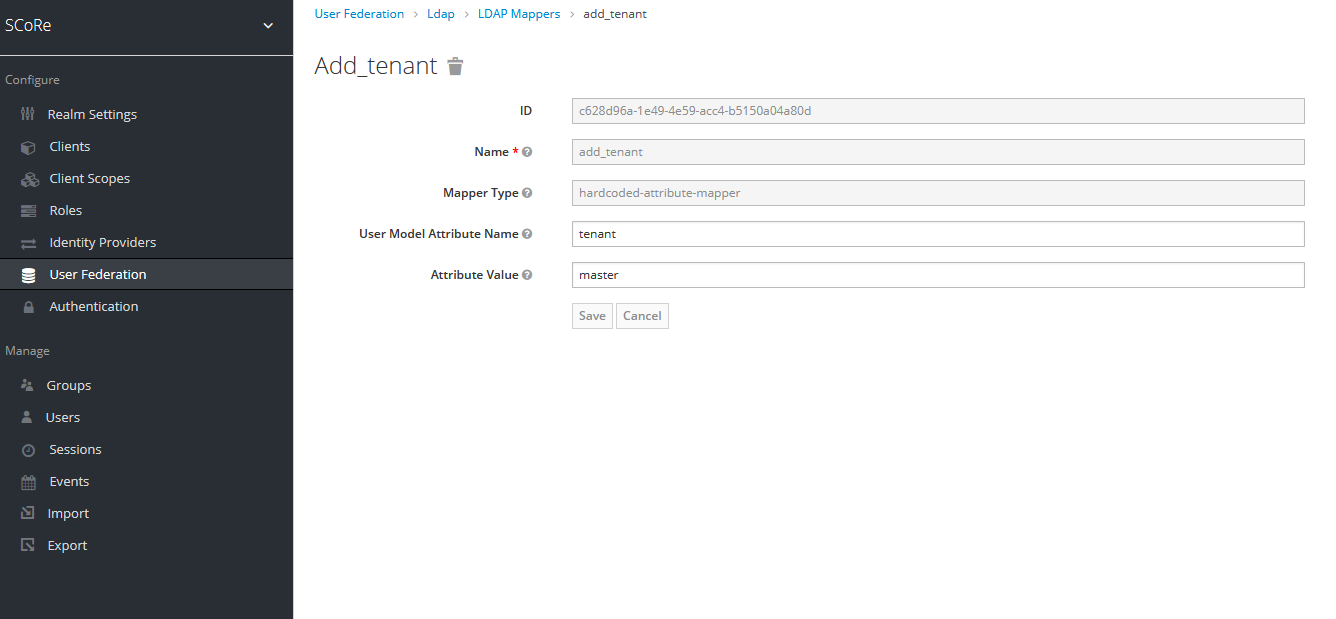 SCoRe
Configure
Realm Settings
Clients
Client Scopes
Roles
Identity Providers
User Federation
Authentication
Manage
Groups
Users
Sessions
Events
Import
Export
User Federation > Ldap > LDAP Mappers > add_tenant
Add_tenant
ID c628d96a-1e49-4e59-acc4-b5150a04a80d
Name * add_tenant
Mapper Type hardcoded-attribute-mapper
User Model Attribute Name tenant
Attribute Value master
Save Cancel